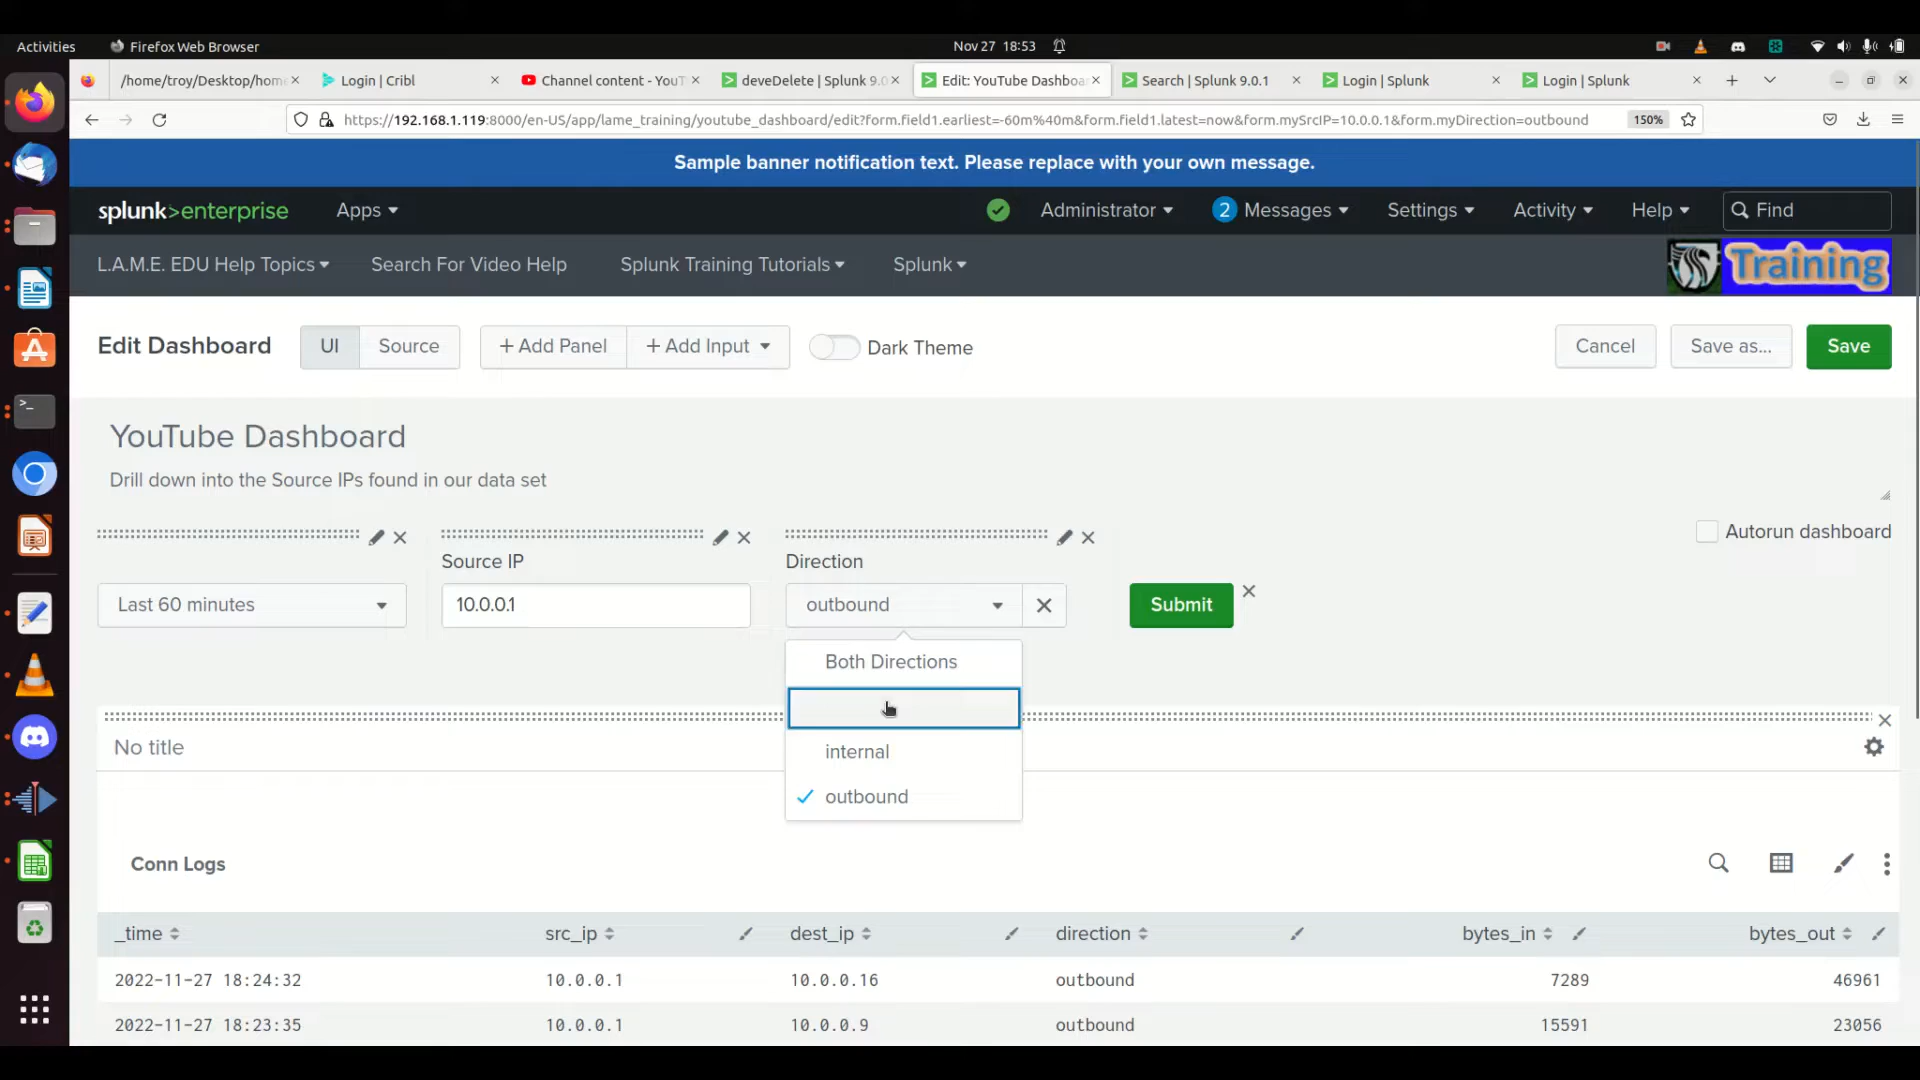 Activities Firefox Web Browser Nov 27 18:53
/home/troy/Desktop/hom Login | Cribl Channel content - YouT deveDelete | Splunk 9.0 Edit: YouTube Dashboa Search | Splunk 9.0.1 Login | Splunk Login | Splunk
https://192.168.1.119:8000/en-US/app/lame_training/youtube_dashboard/edit?form.field1.earliest=-60m%40m&form.field1.latest=now&form.mySrcIP=10.0.0.1&form.myDirection=outbound 150%
Sample banner notification text. Please replace with your own message.
splunk>enterprise Apps Administrator 2 Messages Settings Activity Help Find
L.A.M.E. EDU Help Topics Search For Video Help Splunk Training Tutorials Splunk Training
Edit Dashboard UI Source + Add Panel + Add Input Dark Theme Cancel Save as... Save
YouTube Dashboard
Drill down into the Source IPs found in our data set
Autorun dashboard
Source IP Direction
Last 60 minutes 10.0.0.1 outbound Submit
Both Directions
internal
outbound
No title
Conn Logs
_time src_ip dest_ip direction bytes_in bytes_out
2022-11-27 18:24:32 10.0.0.1 10.0.0.16 outbound 7289 46961
2022-11-27 18:23:35 10.0.0.1 10.0.0.9 outbound 15591 23056